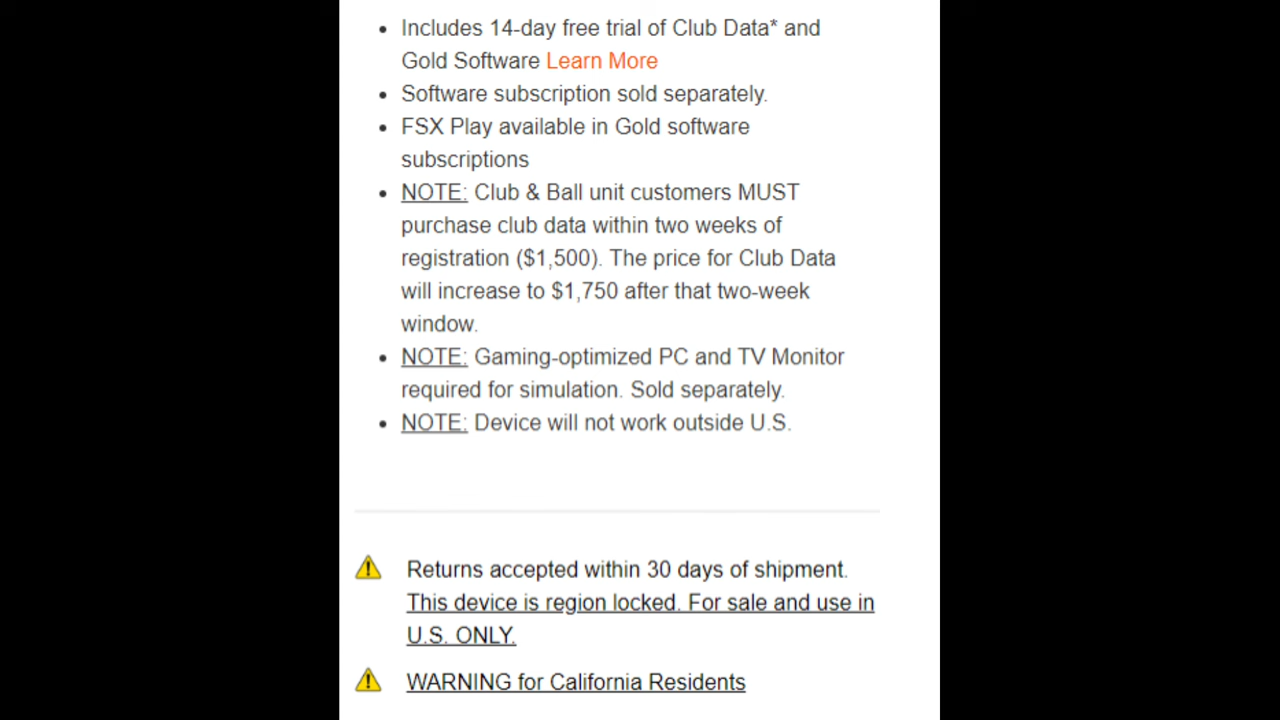 Includes 14-day free trial of Club Data* and
Gold Software Learn More
Software subscription sold separately.
FSX Play available in Gold software
subscriptions
NOTE: Club & Ball unit customers MUST
purchase club data within two weeks of
registration ($1,500). The price for Club Data
will increase to $1,750 after that two-week
window.
NOTE: Gaming-optimized PC and TV Monitor
required for simulation. Sold separately.
NOTE: Device will not work outside U.S.
Returns accepted within 30 days of shipment.
This device is region locked. For sale and use in
U.S. ONLY.
WARNING for California Residents